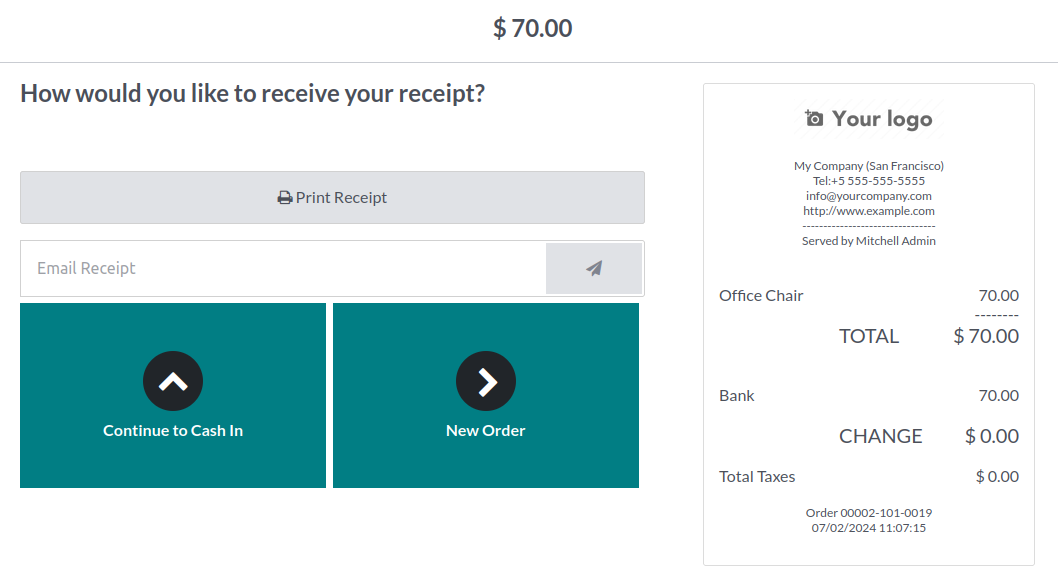 $ 70.00
How would you like to receive your receipt?
Print Receipt
Email Receipt
Continue to Cash In
New Order
Your logo
My Company (San Francisco)
Tel:+5 555-555-5555
info@yourcompany.com
http://www.example.com
--------------------------------
Served by Mitchell Admin
Office Chair 70.00
--------
TOTAL $ 70.00
Bank 70.00
CHANGE $ 0.00
Total Taxes $ 0.00
Order 00002-101-0019
07/02/2024 11:07:15